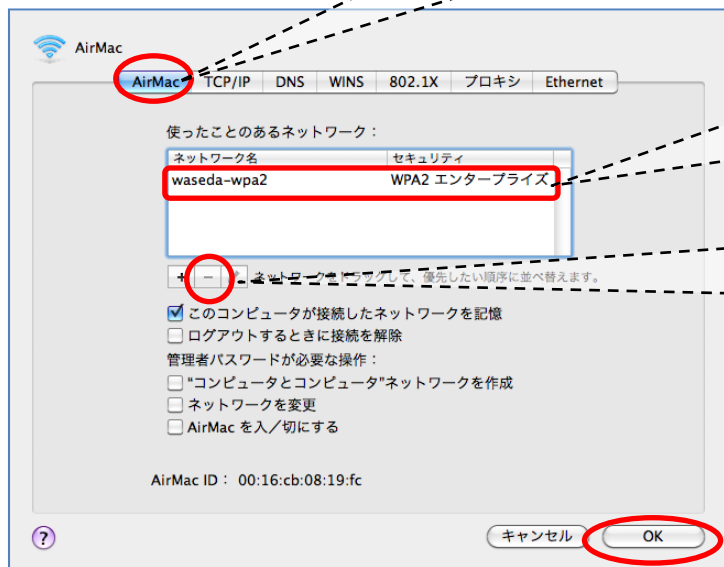 AirMac
AirMac TCP/IP DNS WINS 802.1X プロキシ Ethernet
使ったことのあるネットワーク：
ネットワーク名 セキュリティ
waseda-wpa2 WPA2 エンタープライズ
+ − ネットワークをドラッグして、優先したい順序に並べ替えます。
このコンピュータが接続したネットワークを記憶
ログアウトするときに接続を解除
管理者パスワードが必要な操作：
“コンピュータとコンピュータ”ネットワークを作成
ネットワークを変更
AirMac を入／切にする
AirMac ID： 00:16:cb:08:19:fc
? キャンセル OK